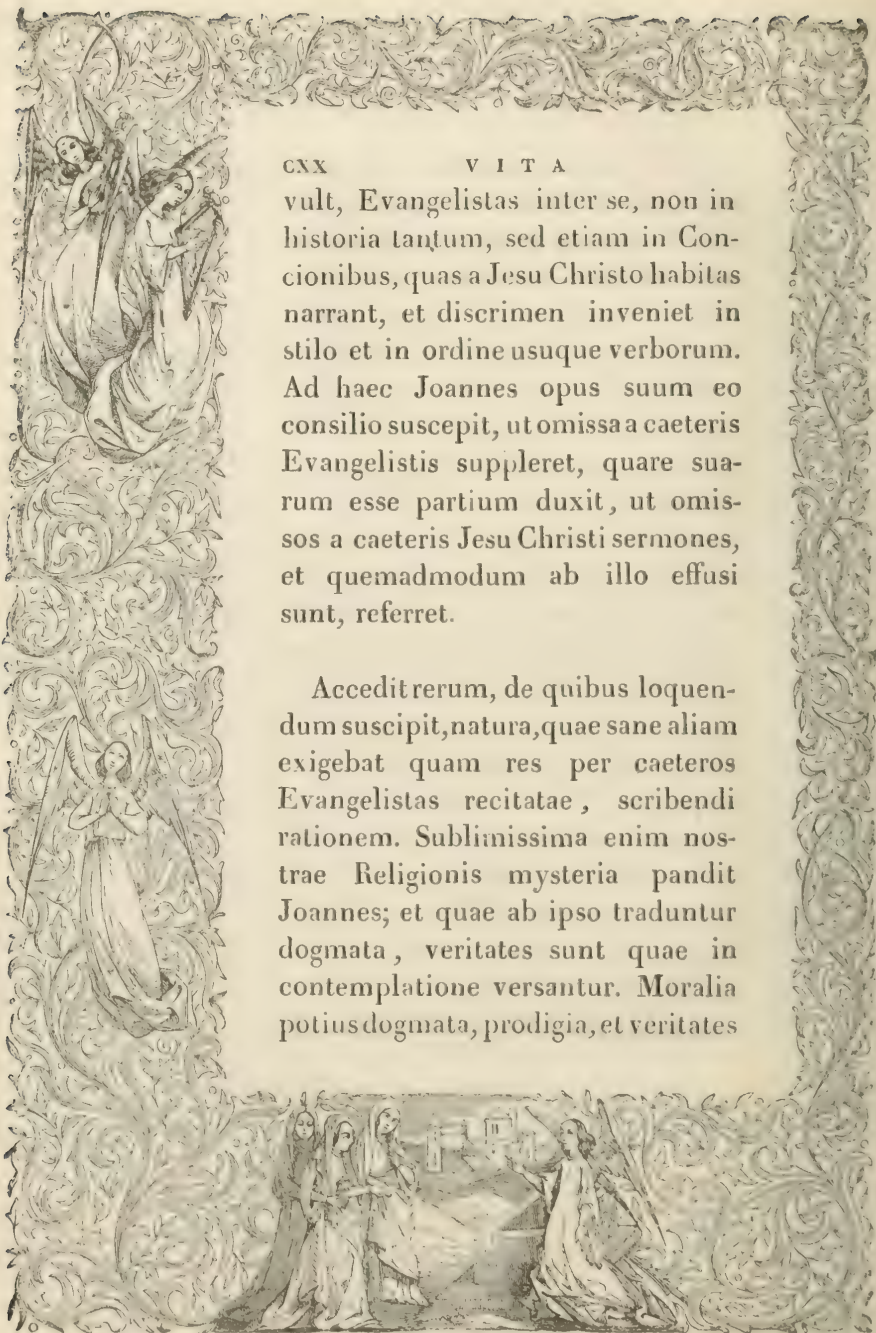 CXX VITA
vult, Evangelistas inter se, non in
historia tantum, sed etiam in Con-
cionibus, quas a Jesu Christo habitas
narrant, et discrimen inveniet in
stilo et in ordine usuque verborum.
Ad haec Joannes opus suum eo
consilio suscepit, ut omissa a caeteris
Evangelistis suppleret, quare sua-
rum esse partium duxit, ut omis-
sos a caeteris Jesu Christi sermones,
et quemadmodum ab illo effusi
sunt, referret.
Accedit rerum, de quibus loquen-
dum suscipit, natura, quae sane aliam
exigebat quam res per caeteros
Evangelistas recitatae, scribendi
rationem. Sublimissima enim nos-
trae Religionis mysteria pandit
Joannes; et quae ab ipso traduntur
dogmata, veritates sunt quae in
contemplatione versantur. Moralia
potius dogmata, prodigia, et veritates